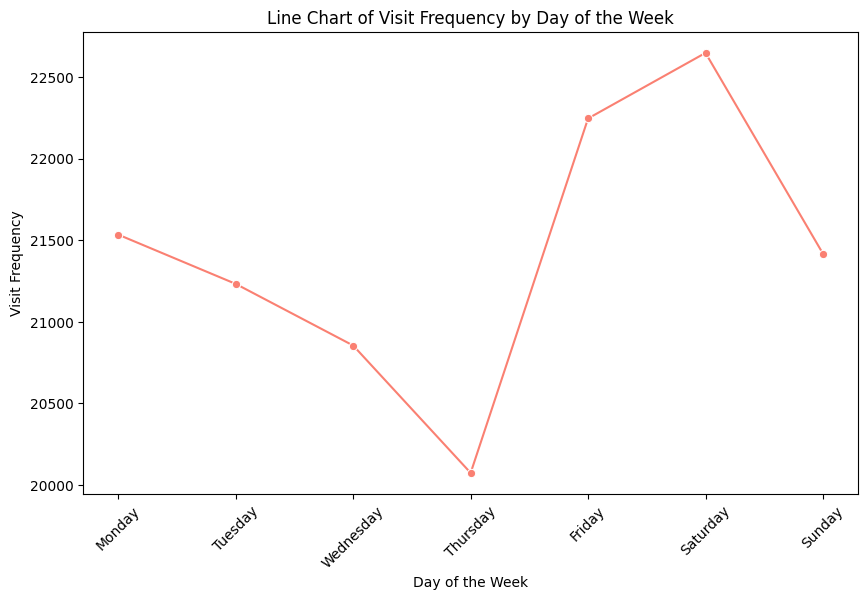 Line Chart of Visit Frequency by Day of the Week
Visit Frequency
22500
22000
21500
21000
20500
20000
Monday
Tuesday
Wednesday
Thursday
Friday
Saturday
Sunday
Day of the Week